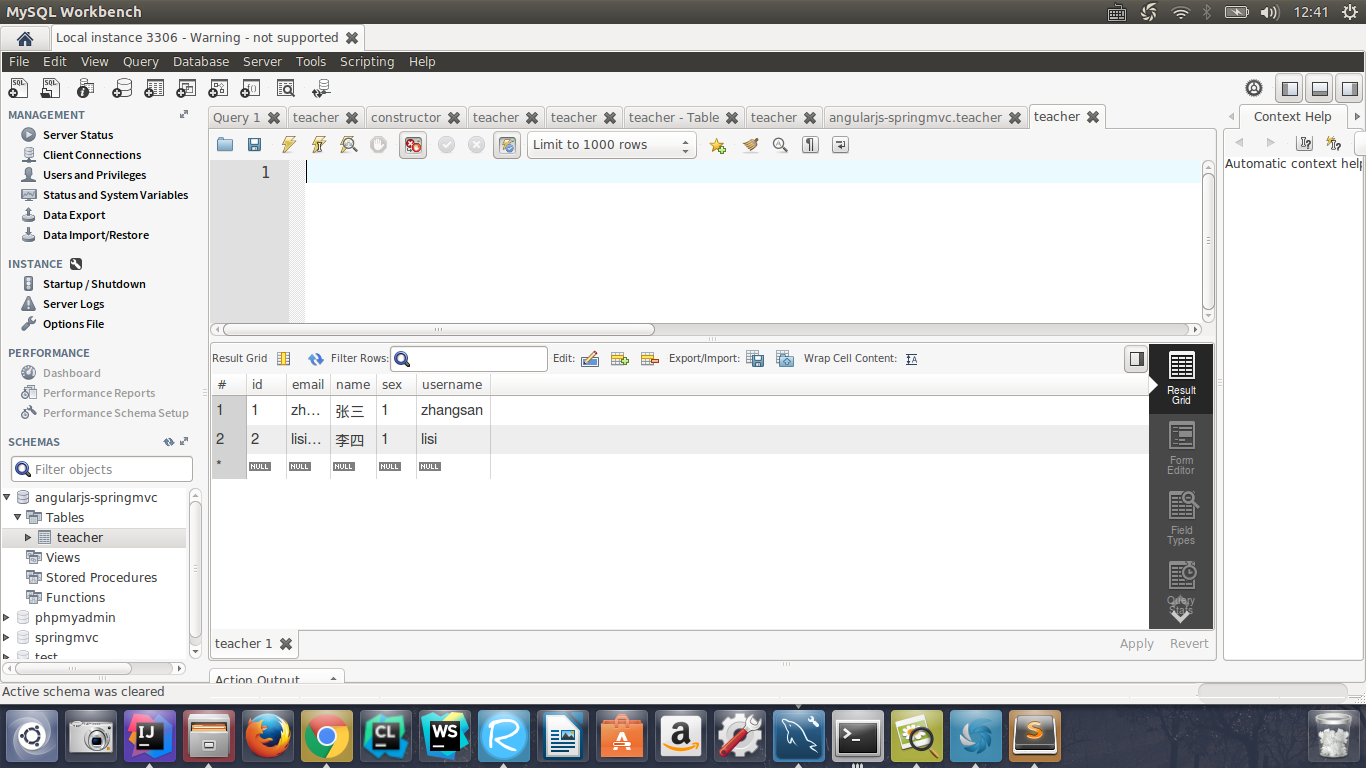 MySQL Workbench
12:41
Local instance 3306 - Warning - not supported
File Edit View Query Database Server Tools Scripting Help
MANAGEMENT
Server Status
Client Connections
Users and Privileges
Status and System Variables
Data Export
Data Import/Restore
INSTANCE
Startup / Shutdown
Server Logs
Options File
PERFORMANCE
Dashboard
Performance Reports
Performance Schema Setup
SCHEMAS
Filter objects
angularjs-springmvc
Tables
teacher
Views
Stored Procedures
Functions
phpmyadmin
springmvc
test
Query 1 teacher constructor teacher teacher teacher - Table teacher angularjs-springmvc.teacher teacher
Limit to 1000 rows
1
Result Grid Filter Rows: Edit: Export/Import: Wrap Cell Content:
# id email name sex username
1 1 zh... 张三 1 zhangsan
2 2 lisi... 李四 1 lisi
* NULL NULL NULL NULL NULL
Result
Grid
Form
Editor
Field
Types
Query
Stats
teacher 1
Apply Revert
Action Output
Context Help
Automatic context help
Active schema was cleared
IJ
CL
WS